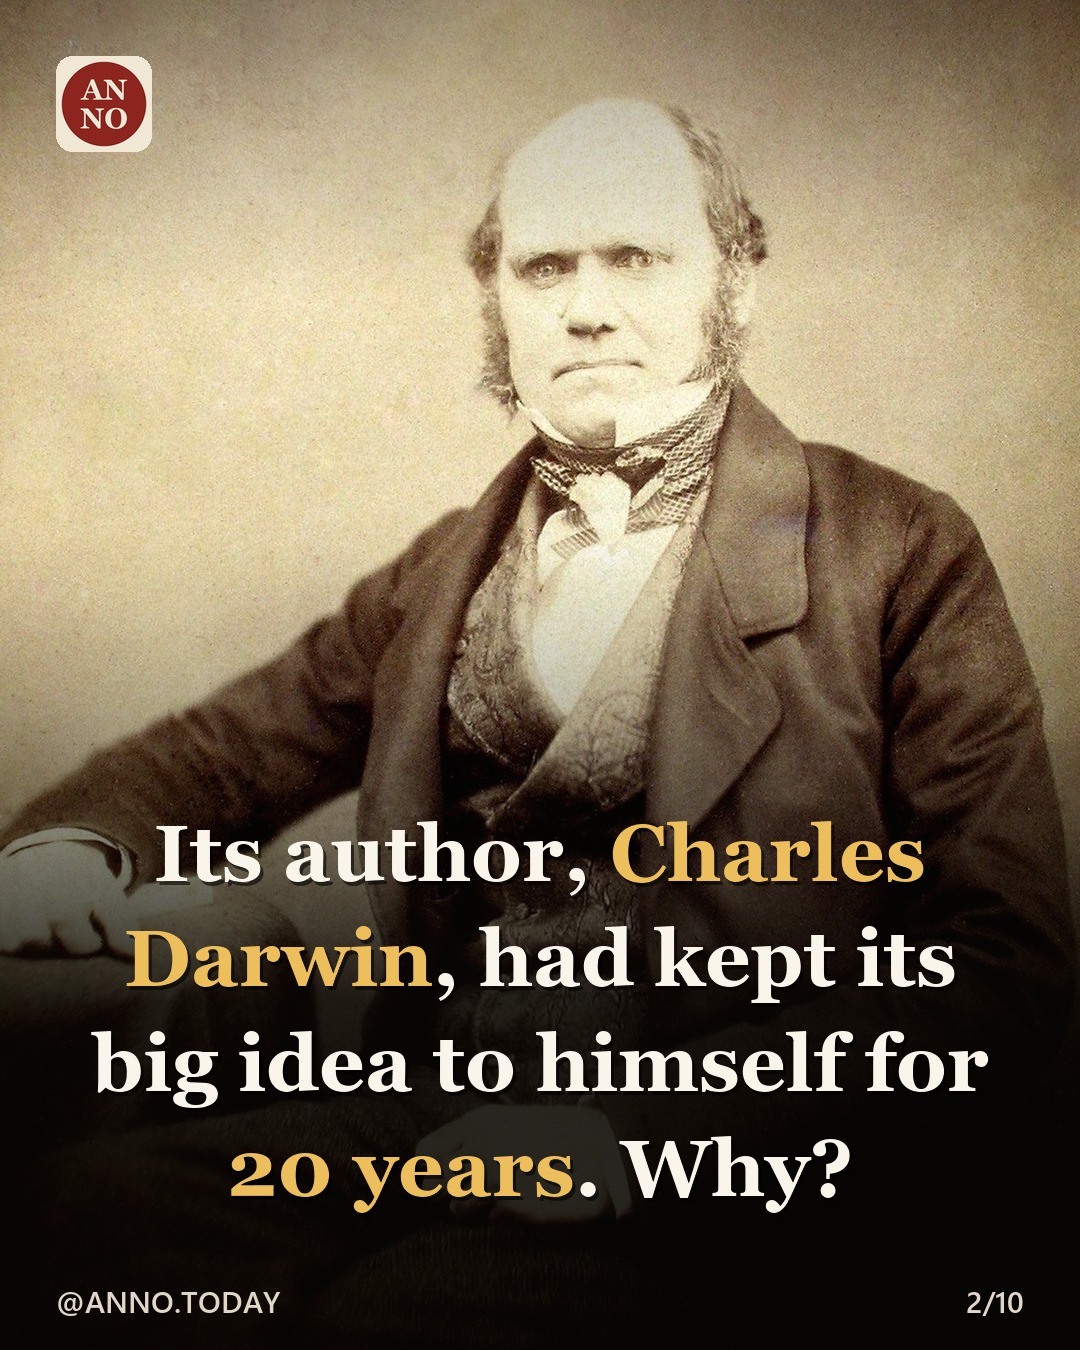 AN
NO
Its author, Charles
Darwin, had kept its
big idea to himself for
20 years. Why?
@ANNO.TODAY
2/10